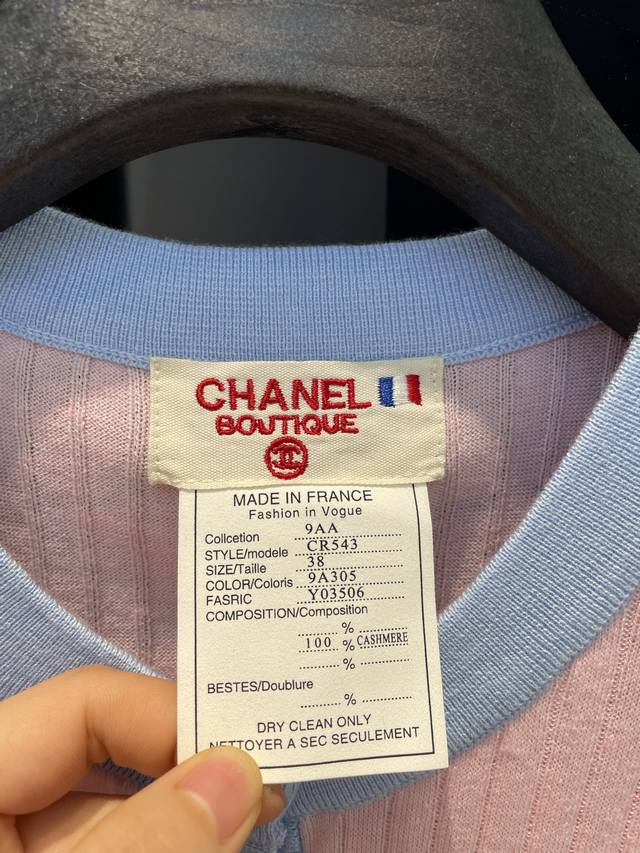 CHANEL
BOUTIQUE
MADE IN FRANCE
Fashion in Vogue
Collcetion 9AA
STYLE/modele CR543
SIZE/Taille 38
COLOR/Coloris 9A305
FASRIC Y03506
COMPOSITION/Composition
%
100 % CASHMERE
%
BESTES/Doublure
%
DRY CLEAN ONLY
NETTOYER A SEC SECULEMENT